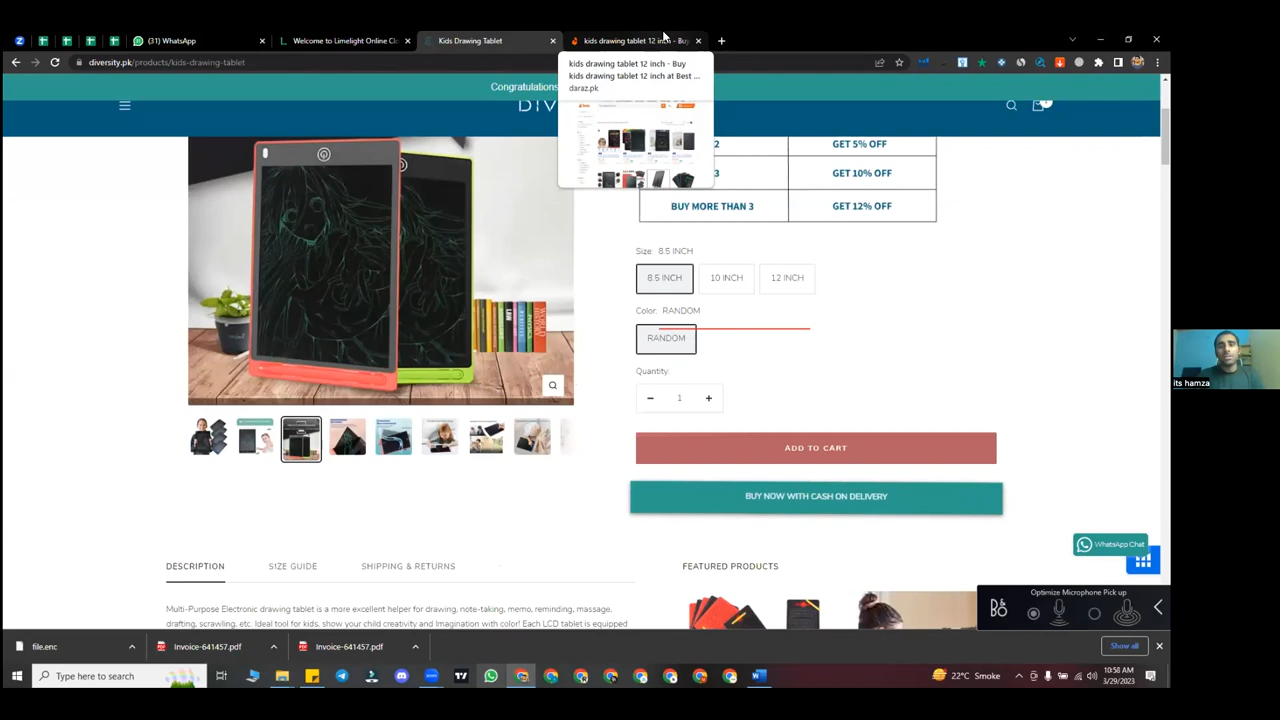 (31) WhatsApp
Welcome to Limelight Online Clo
Kids Drawing Tablet
kids drawing tablet 12 inch - Buy
diversity.pk/products/kids-drawing-tablet
kids drawing tablet 12 inch - Buy
kids drawing tablet 12 inch at Best ...
daraz.pk
Congratulations
DIV
2 GET 5% OFF
3 GET 10% OFF
BUY MORE THAN 3 GET 12% OFF
Size: 8.5 INCH
8.5 INCH 10 INCH 12 INCH
Color: RANDOM
RANDOM
Quantity:
1
ADD TO CART
BUY NOW WITH CASH ON DELIVERY
its hamza
WhatsApp Chat
DESCRIPTION SIZE GUIDE SHIPPING & RETURNS
FEATURED PRODUCTS
Multi-Purpose Electronic drawing tablet is a more excellent helper for drawing, note-taking, memo, reminding, massage,
drafting, scrawling, etc. Ideal tool for kids, show your child creativity and Imagination with color! Each LCD tablet is equipped
Optimize Microphone Pick up
B&O
file.enc
Invoice-641457.pdf
Invoice-641457.pdf
Show all
Type here to search
22°C Smoke
10:58 AM
3/29/2023